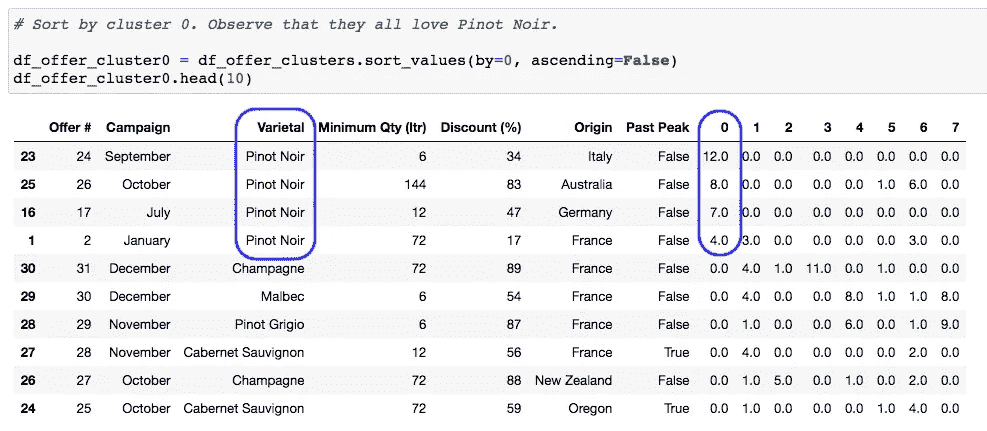 # Sort by cluster 0. Observe that they all love Pinot Noir.
df_offer_cluster0 = df_offer_clusters.sort_values(by=0, ascending=False)
df_offer_cluster0.head(10)
Offer # Campaign Varietal Minimum Qty (ltr) Discount (%) Origin Past Peak 0 1 2 3 4 5 6 7
23 24 September Pinot Noir 6 34 Italy False 12.0 0.0 0.0 0.0 0.0 0.0 0.0 0.0
25 26 October Pinot Noir 144 83 Australia False 8.0 0.0 0.0 0.0 0.0 1.0 6.0 0.0
16 17 July Pinot Noir 12 47 Germany False 7.0 0.0 0.0 0.0 0.0 0.0 0.0 0.0
1 2 January Pinot Noir 72 17 France False 4.0 3.0 0.0 0.0 0.0 0.0 3.0 0.0
30 31 December Champagne 72 89 France False 0.0 4.0 1.0 11.0 0.0 1.0 0.0 0.0
29 30 December Malbec 6 54 France False 0.0 4.0 0.0 0.0 8.0 1.0 1.0 8.0
28 29 November Pinot Grigio 6 87 France False 0.0 1.0 0.0 0.0 6.0 0.0 1.0 9.0
27 28 November Cabernet Sauvignon 12 56 France True 0.0 4.0 0.0 0.0 0.0 0.0 2.0 0.0
26 27 October Champagne 72 88 New Zealand False 0.0 1.0 5.0 0.0 1.0 0.0 2.0 0.0
24 25 October Cabernet Sauvignon 72 59 Oregon True 0.0 1.0 0.0 0.0 0.0 1.0 4.0 0.0